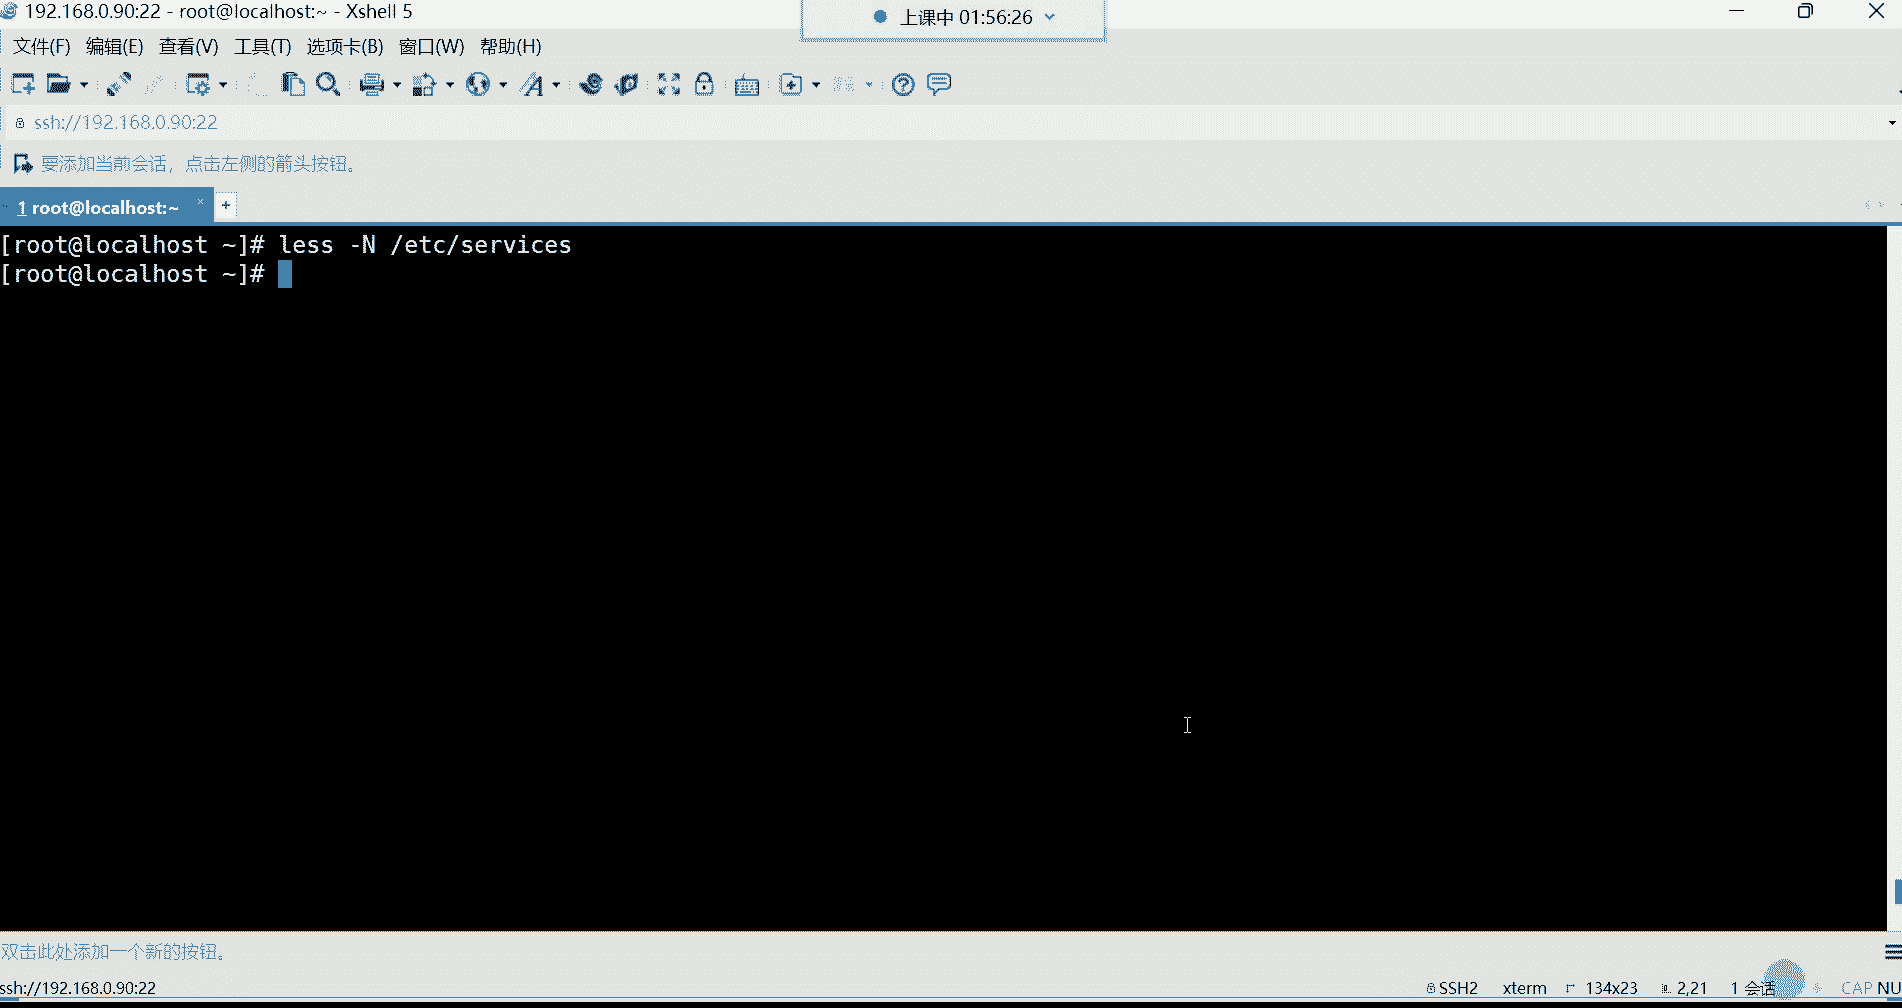 192.168.0.90:22 - root@localhost:~ - Xshell 5
上课中 01:56:26
文件(F) 编辑(E) 查看(V) 工具(T) 选项卡(B) 窗口(W) 帮助(H)
ssh://192.168.0.90:22
要添加当前会话，点击左侧的箭头按钮。
1 root@localhost:~
[root@localhost ~]# less -N /etc/services
[root@localhost ~]#
双击此处添加一个新的按钮。
ssh://192.168.0.90:22 SSH2 xterm 134x23 2,21 1 会话 CAP NU